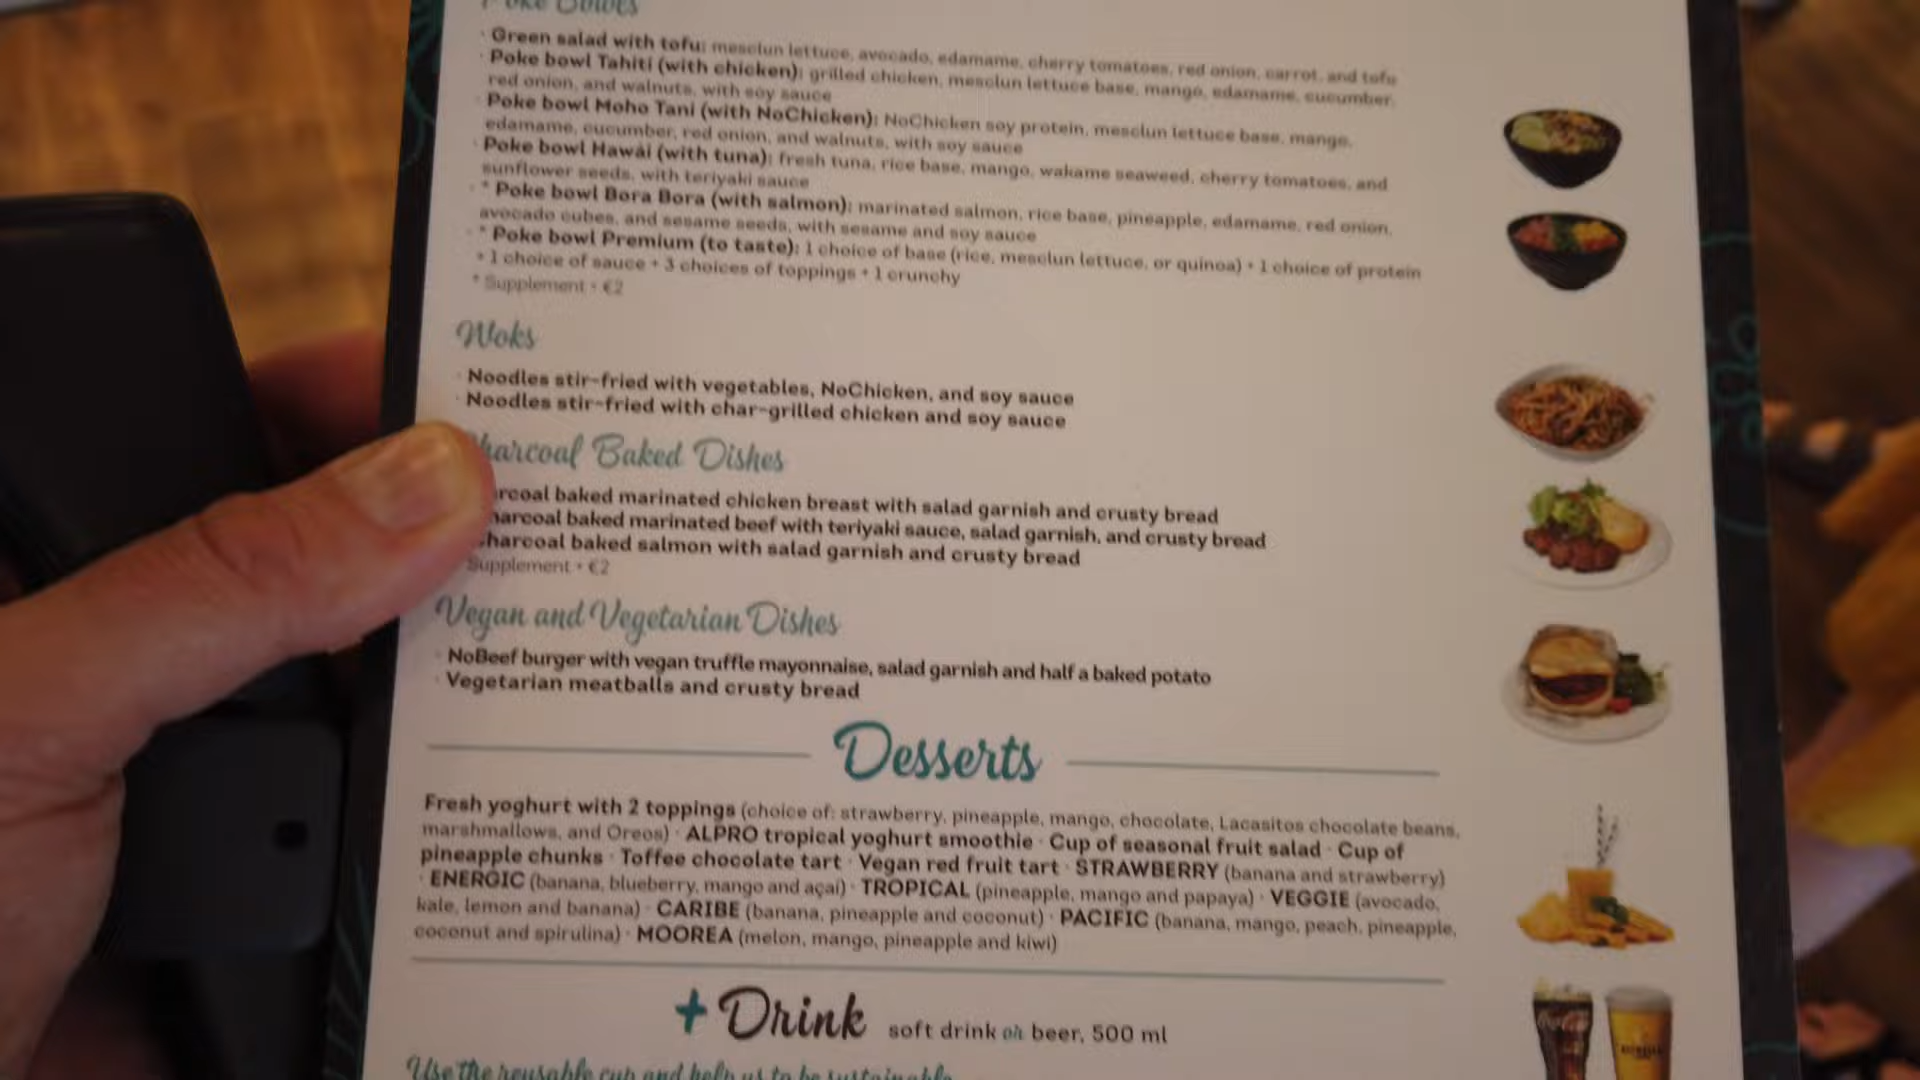 Poke Bowls
· Green salad with tofu: mesclun lettuce, avocado, edamame, cherry tomatoes, red onion, carrot, and tofu
· Poke bowl Tahiti (with chicken): grilled chicken, mesclun lettuce base, mango, edamame, cucumber,
red onion, and walnuts, with soy sauce
· Poke bowl Moho Tani (with NoChicken): NoChicken soy protein, mesclun lettuce base, mango,
edamame, cucumber, red onion, and walnuts, with soy sauce
· Poke bowl Hawái (with tuna): fresh tuna, rice base, mango, wakame seaweed, cherry tomatoes, and
sunflower seeds, with teriyaki sauce
· * Poke bowl Bora Bora (with salmon): marinated salmon, rice base, pineapple, edamame, red onion,
avocado cubes, and sesame seeds, with sesame and soy sauce
· * Poke bowl Premium (to taste): 1 choice of base (rice, mesclun lettuce, or quinoa) + 1 choice of protein
+ 1 choice of sauce + 3 choices of toppings + 1 crunchy
* Supplement + €2
Woks
· Noodles stir-fried with vegetables, NoChicken, and soy sauce
· Noodles stir-fried with char-grilled chicken and soy sauce
harcoal Baked Dishes
rcoal baked marinated chicken breast with salad garnish and crusty bread
harcoal baked marinated beef with teriyaki sauce, salad garnish, and crusty bread
harcoal baked salmon with salad garnish and crusty bread
Supplement + €2
Vegan and Vegetarian Dishes
· NoBeef burger with vegan truffle mayonnaise, salad garnish and half a baked potato
· Vegetarian meatballs and crusty bread
Desserts
Fresh yoghurt with 2 toppings (choice of: strawberry, pineapple, mango, chocolate, Lacasitos chocolate beans,
marshmallows, and Oreos) · ALPRO tropical yoghurt smoothie · Cup of seasonal fruit salad · Cup of
pineapple chunks · Toffee chocolate tart · Vegan red fruit tart · STRAWBERRY (banana and strawberry)
· ENERGIC (banana, blueberry, mango and açaí) · TROPICAL (pineapple, mango and papaya) · VEGGIE (avocado,
kale, lemon and banana) · CARIBE (banana, pineapple and coconut) · PACIFIC (banana, mango, peach, pineapple,
coconut and spirulina) · MOOREA (melon, mango, pineapple and kiwi)
+ Drink soft drink or beer, 500 ml
Coca-Cola
Use the reusable cup and help us to be sustainable